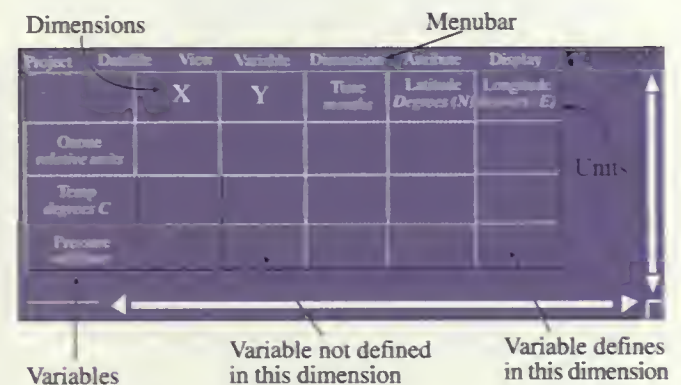 Dimensions
Menubar
Project Datafile View Variable Dimension Attribute Display
X Y Time Latitude Longitude
months Degrees (N) (E)
Ozone
relative units
Units
Temp
degrees C
Pressure
Variables
Variable not defined
in this dimension
Variable defines
in this dimension